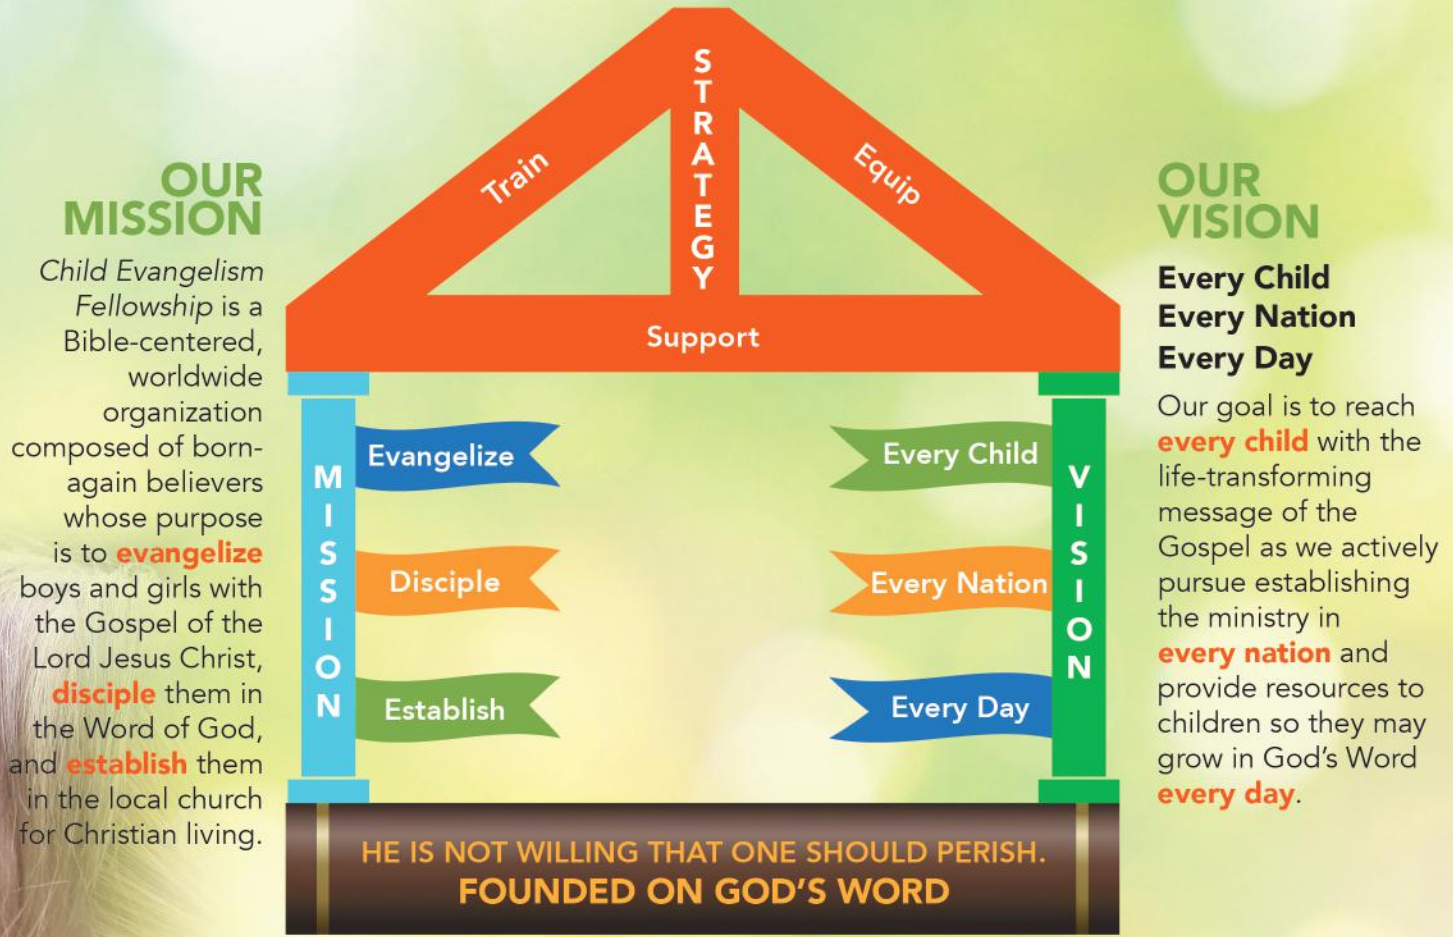 OUR
MISSION
Child Evangelism
Fellowship is a
Bible-centered,
worldwide
organization
composed of born-
again believers
whose purpose
is to evangelize
boys and girls with
the Gospel of the
Lord Jesus Christ,
disciple them in
the Word of God,
and establish them
in the local church
for Christian living.
STRATEGY
Train
Equip
Support
MISSION
Evangelize
Disciple
Establish
VISION
Every Child
Every Nation
Every Day
HE IS NOT WILLING THAT ONE SHOULD PERISH.
FOUNDED ON GOD'S WORD
OUR
VISION
Every Child
Every Nation
Every Day
Our goal is to reach
every child with the
life-transforming
message of the
Gospel as we actively
pursue establishing
the ministry in
every nation and
provide resources to
children so they may
grow in God's Word
every day.